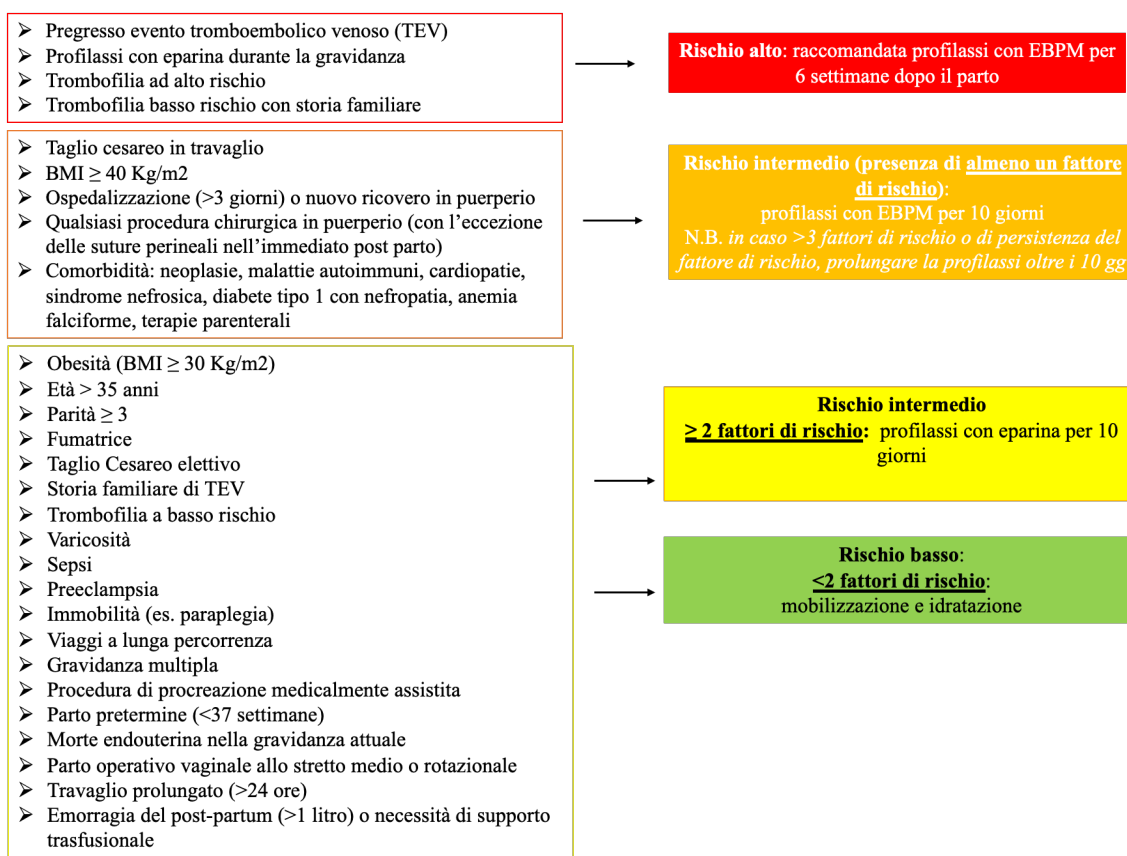 ➢ Pregresso evento tromboembolico venoso (TEV)
➢ Profilassi con eparina durante la gravidanza
➢ Trombofilia ad alto rischio
➢ Trombofilia basso rischio con storia familiare
Rischio alto: raccomandata profilassi con EBPM per
6 settimane dopo il parto
➢ Taglio cesareo in travaglio
➢ BMI ≥ 40 Kg/m2
➢ Ospedalizzazione (>3 giorni) o nuovo ricovero in puerperio
➢ Qualsiasi procedura chirurgica in puerperio (con l’eccezione
delle suture perineali nell’immediato post parto)
➢ Comorbidità: neoplasie, malattie autoimmuni, cardiopatie,
sindrome nefrosica, diabete tipo 1 con nefropatia, anemia
falciforme, terapie parenterali
Rischio intermedio (presenza di almeno un fattore
di rischio):
profilassi con EBPM per 10 giorni
N.B. in caso >3 fattori di rischio o di persistenza del
fattore di rischio, prolungare la profilassi oltre i 10 gg
➢ Obesità (BMI ≥ 30 Kg/m2)
➢ Età > 35 anni
➢ Parità ≥ 3
➢ Fumatrice
➢ Taglio Cesareo elettivo
➢ Storia familiare di TEV
➢ Trombofilia a basso rischio
➢ Varicosità
➢ Sepsi
➢ Preeclampsia
➢ Immobilità (es. paraplegia)
➢ Viaggi a lunga percorrenza
➢ Gravidanza multipla
➢ Procedura di procreazione medicalmente assistita
➢ Parto pretermine (<37 settimane)
➢ Morte endouterina nella gravidanza attuale
➢ Parto operativo vaginale allo stretto medio o rotazionale
➢ Travaglio prolungato (>24 ore)
➢ Emorragia del post-partum (>1 litro) o necessità di supporto
trasfusionale
Rischio intermedio
≥ 2 fattori di rischio: profilassi con eparina per 10
giorni
Rischio basso:
<2 fattori di rischio:
mobilizzazione e idratazione